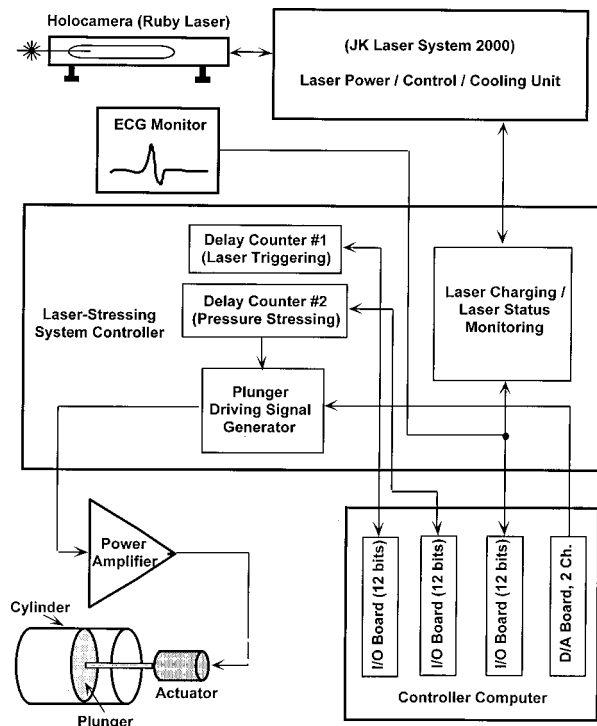 Holocamera (Ruby Laser)
(JK Laser System 2000)
Laser Power / Control / Cooling Unit
ECG Monitor
Delay Counter #1
(Laser Triggering)
Delay Counter #2
(Pressure Stressing)
Laser-Stressing
System Controller
Laser Charging /
Laser Status
Monitoring
Plunger
Driving Signal
Generator
Power
Amplifier
Cylinder
Actuator
Plunger
I/O Board (12 bits)
I/O Board (12 bits)
I/O Board (12 bits)
D/A Board, 2 Ch.
Controller Computer